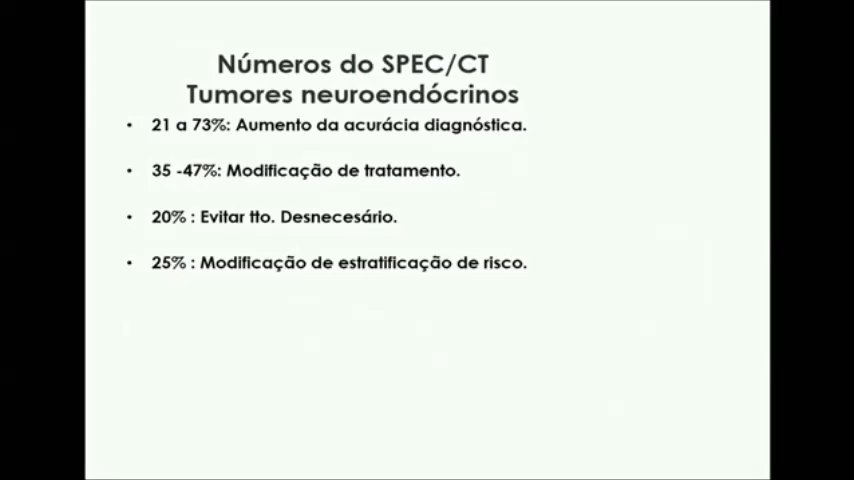 Números do SPEC/CT
Tumores neuroendócrinos
• 21 a 73%: Aumento da acurácia diagnóstica.
• 35 -47%: Modificação de tratamento.
• 20% : Evitar tto. Desnecesário.
• 25% : Modificação de estratificação de risco.